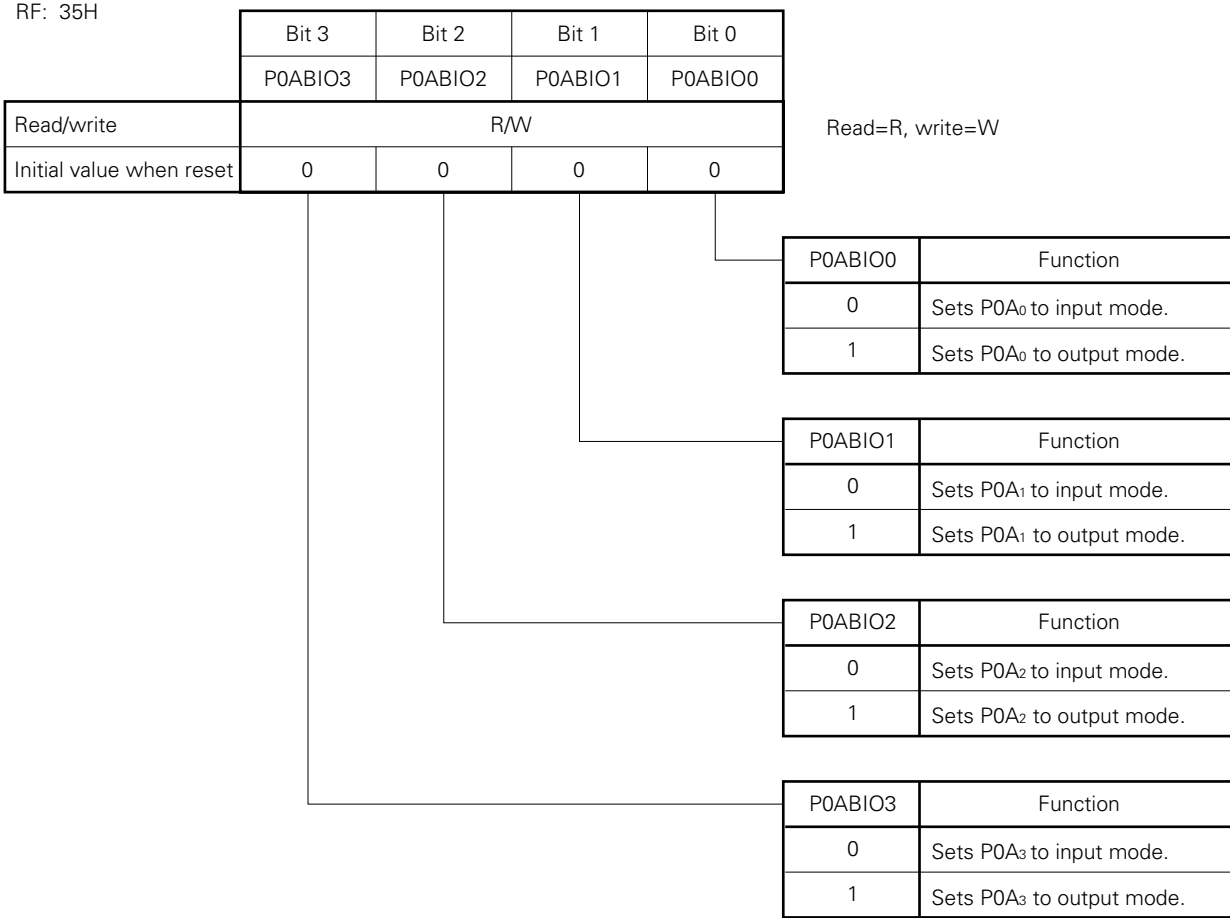 RF: 35H
Bit 3 Bit 2 Bit 1 Bit 0
P0ABIO3 P0ABIO2 P0ABIO1 P0ABIO0
Read/write R/W Read=R, write=W
Initial value when reset 0 0 0 0
P0ABIO0 Function
0 Sets P0A₀ to input mode.
1 Sets P0A₀ to output mode.
P0ABIO1 Function
0 Sets P0A₁ to input mode.
1 Sets P0A₁ to output mode.
P0ABIO2 Function
0 Sets P0A₂ to input mode.
1 Sets P0A₂ to output mode.
P0ABIO3 Function
0 Sets P0A₃ to input mode.
1 Sets P0A₃ to output mode.